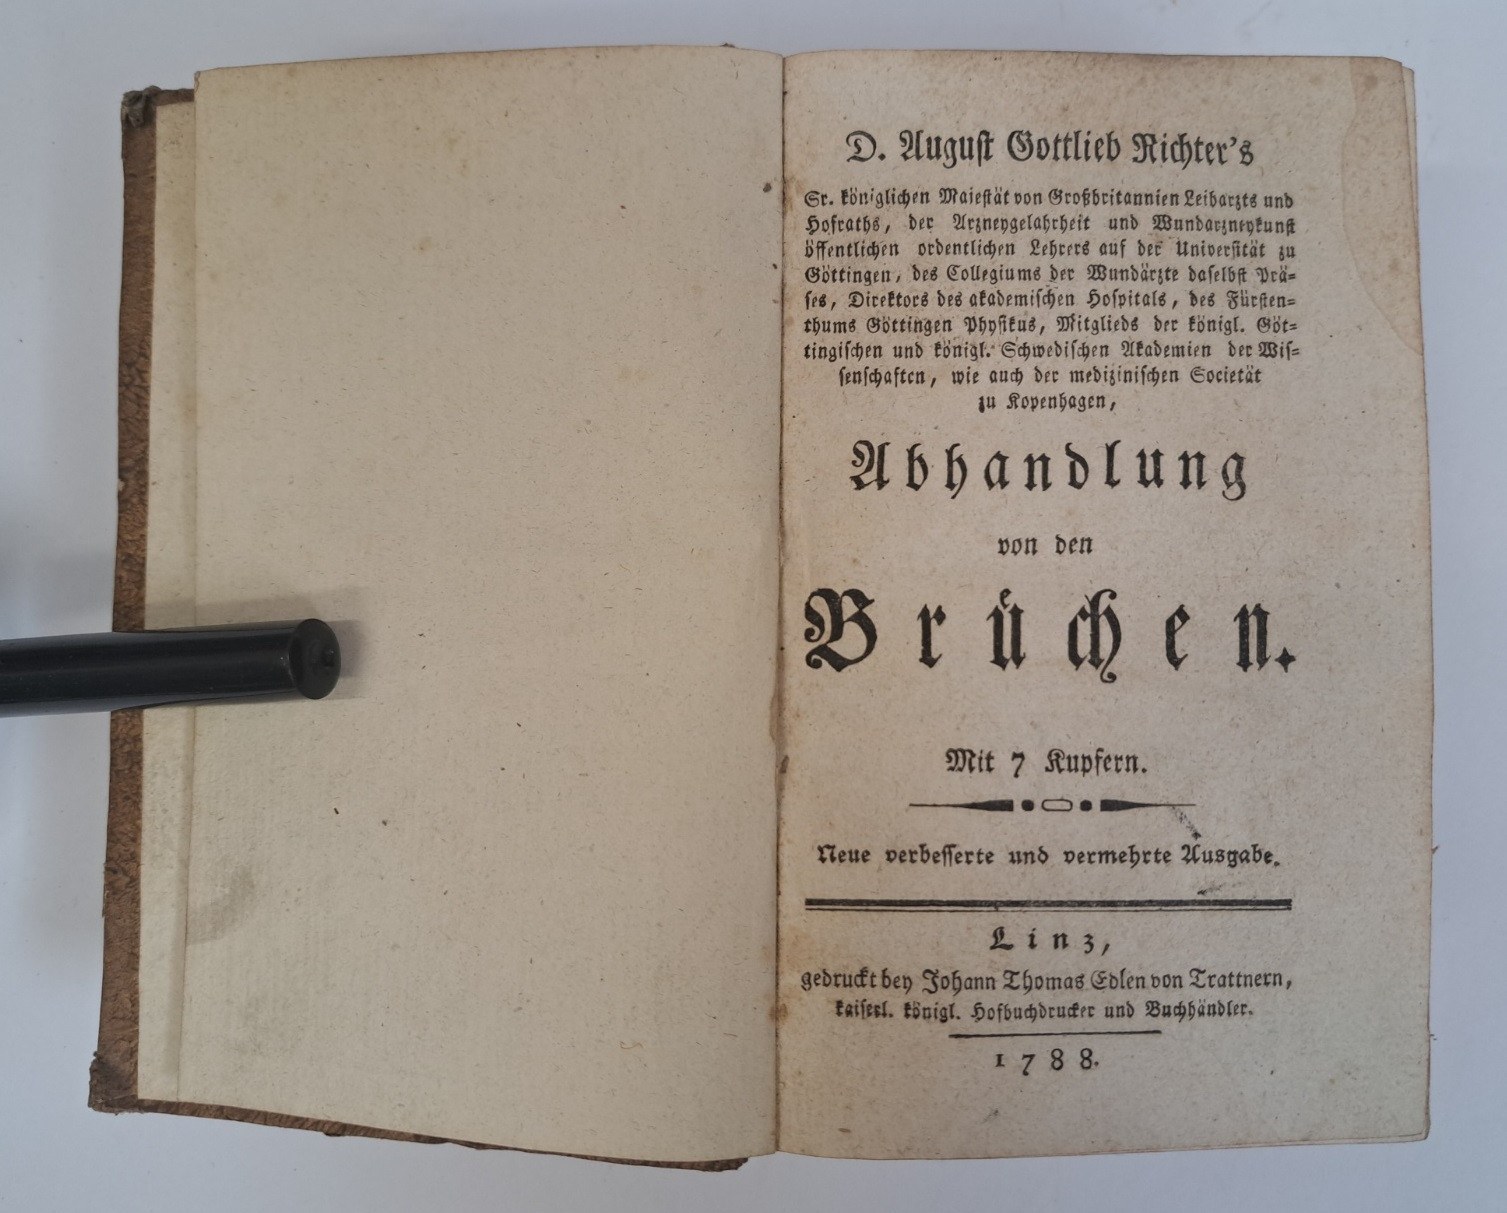 D. August Gottlieb Richter's
Sr. königlichen Maiestät von Großbritannien Leibarzts und
Hofraths, der Arzneygelahrheit und Wundarzneykunst
öffentlichen ordentlichen Lehrers auf der Universität zu
Göttingen, des Collegiums der Wundärzte daselbst Prä=
ses, Direktors des akademischen Hospitals, des Fürsten=
thums Göttingen Physikus, Mitglieds der königl. Göt=
tingischen und königl. Schwedischen Akademien der Wis=
senschaften, wie auch der medizinischen Societät
zu Kopenhagen,
Abhandlung
von den
Brüchen.
Mit 7 Kupfern.
Neue verbesserte und vermehrte Ausgabe.
Linz,
gedruckt bey Johann Thomas Edlen von Trattnern,
kaiserl. königl. Hofbuchdrucker und Buchhändler.
1788.